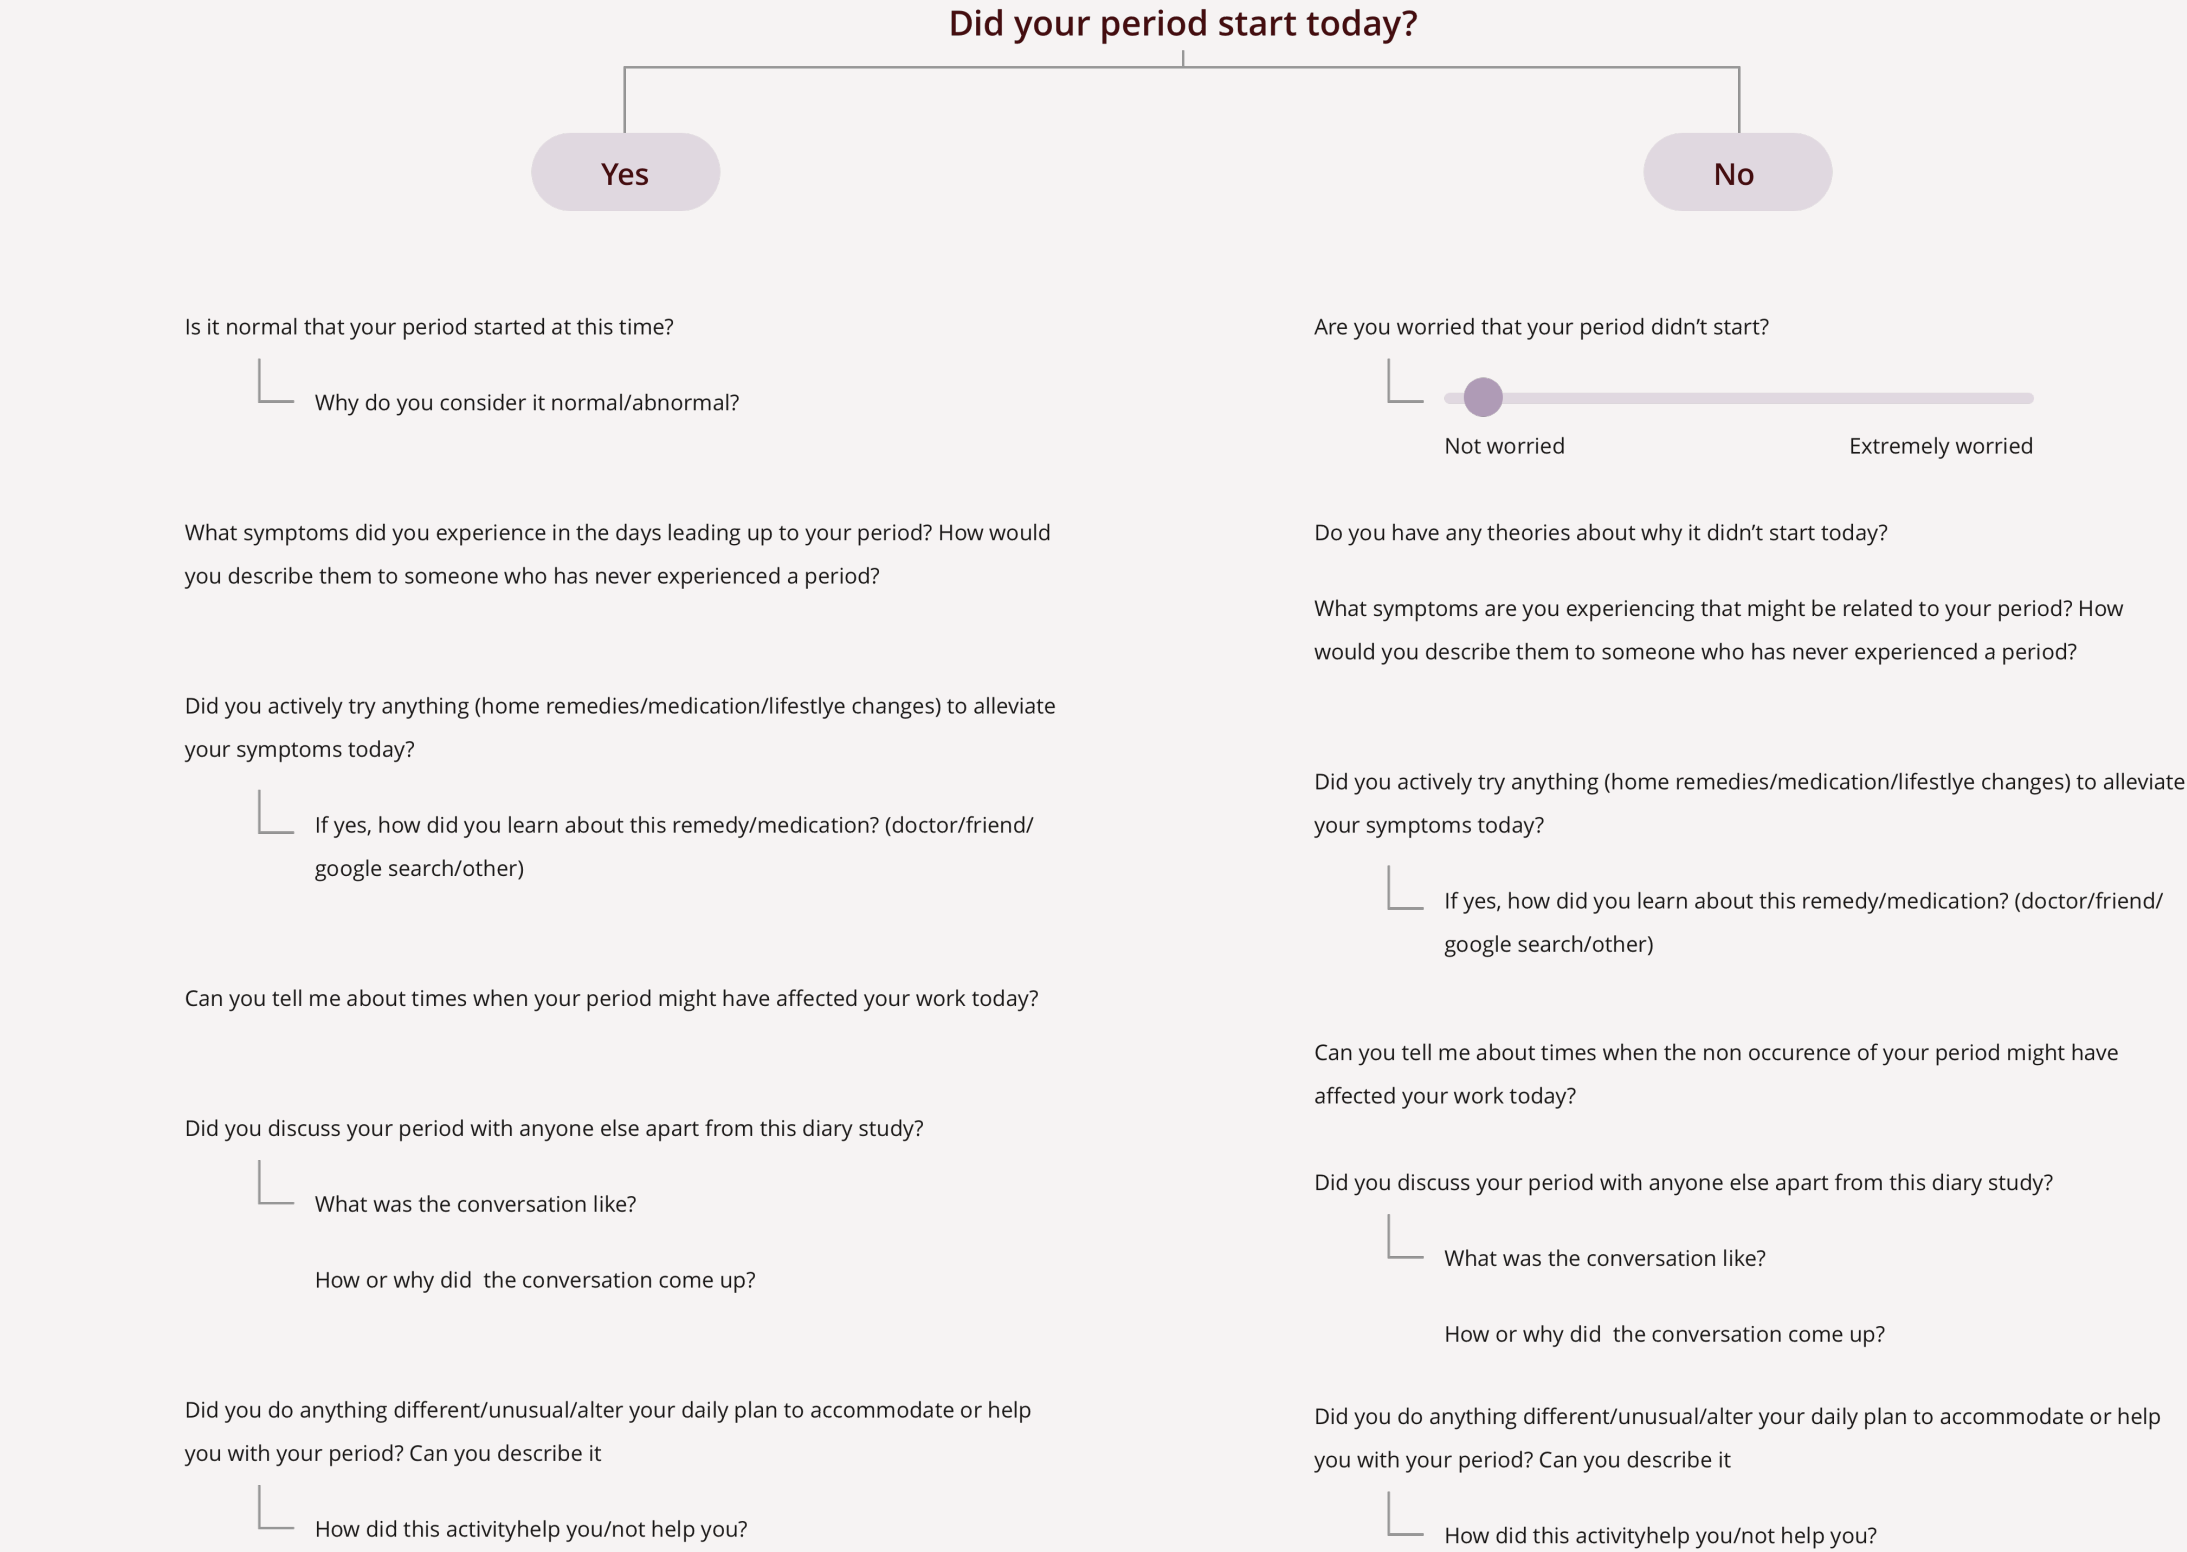 Did your period start today?
Yes
No
Is it normal that your period started at this time?
Why do you consider it normal/abnormal?
What symptoms did you experience in the days leading up to your period? How would
you describe them to someone who has never experienced a period?
Did you actively try anything (home remedies/medication/lifestlye changes) to alleviate
your symptoms today?
If yes, how did you learn about this remedy/medication? (doctor/friend/
google search/other)
Can you tell me about times when your period might have affected your work today?
Did you discuss your period with anyone else apart from this diary study?
What was the conversation like?
How or why did  the conversation come up?
Did you do anything different/unusual/alter your daily plan to accommodate or help
you with your period? Can you describe it
How did this activityhelp you/not help you?
Are you worried that your period didn’t start?
Not worried
Extremely worried
Do you have any theories about why it didn’t start today?
What symptoms are you experiencing that might be related to your period? How
would you describe them to someone who has never experienced a period?
Did you actively try anything (home remedies/medication/lifestlye changes) to alleviate
your symptoms today?
If yes, how did you learn about this remedy/medication? (doctor/friend/
google search/other)
Can you tell me about times when the non occurence of your period might have
affected your work today?
Did you discuss your period with anyone else apart from this diary study?
What was the conversation like?
How or why did  the conversation come up?
Did you do anything different/unusual/alter your daily plan to accommodate or help
you with your period? Can you describe it
How did this activityhelp you/not help you?